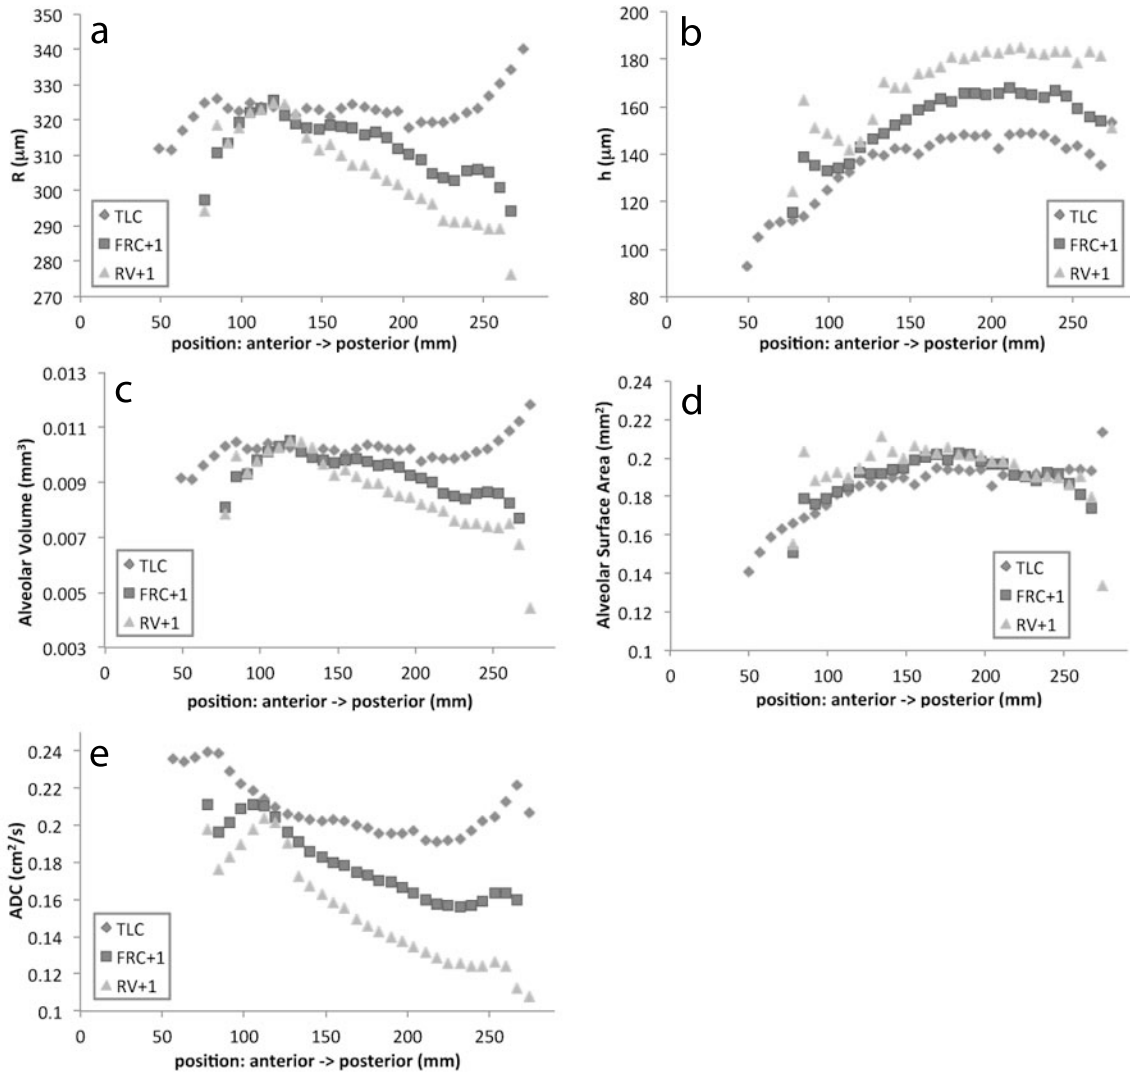 a
350
340
330
320
310
300
290
280
270
R (μm)
TLC
FRC+1
RV+1
0 50 100 150 200 250
position: anterior -> posterior (mm)
b
200
180
160
140
120
100
80
h (μm)
TLC
FRC+1
RV+1
0 50 100 150 200 250
position: anterior -> posterior (mm)
c
0.013
0.011
0.009
0.007
0.005
0.003
Alveolar Volume (mm³)
TLC
FRC+1
RV+1
0 50 100 150 200 250
position: anterior -> posterior (mm)
d
0.24
0.22
0.2
0.18
0.16
0.14
0.12
0.1
Alveolar Surface Area (mm²)
TLC
FRC+1
RV+1
0 50 100 150 200 250
position: anterior -> posterior (mm)
e
0.24
0.22
0.2
0.18
0.16
0.14
0.12
0.1
ADC (cm²/s)
TLC
FRC+1
RV+1
0 50 100 150 200 250
position: anterior -> posterior (mm)